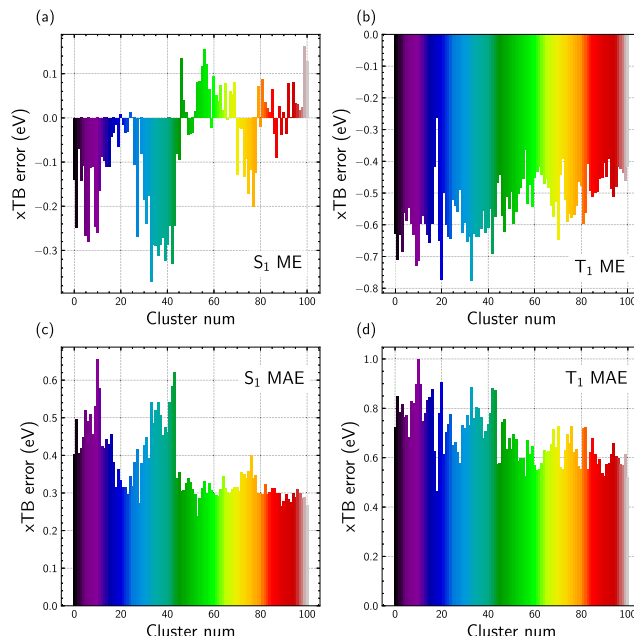 (a)
0.1
0.0
−0.1
−0.2
−0.3
xTB error (eV)
S₁ ME
0 20 40 60 80 100
Cluster num
(b)
0.0
−0.1
−0.2
−0.3
−0.4
−0.5
−0.6
−0.7
−0.8
xTB error (eV)
T₁ ME
0 20 40 60 80 100
Cluster num
(c)
0.6
0.5
0.4
0.3
0.2
0.1
0.0
xTB error (eV)
S₁ MAE
0 20 40 60 80 100
Cluster num
(d)
1.0
0.8
0.6
0.4
0.2
0.0
xTB error (eV)
T₁ MAE
0 20 40 60 80 100
Cluster num